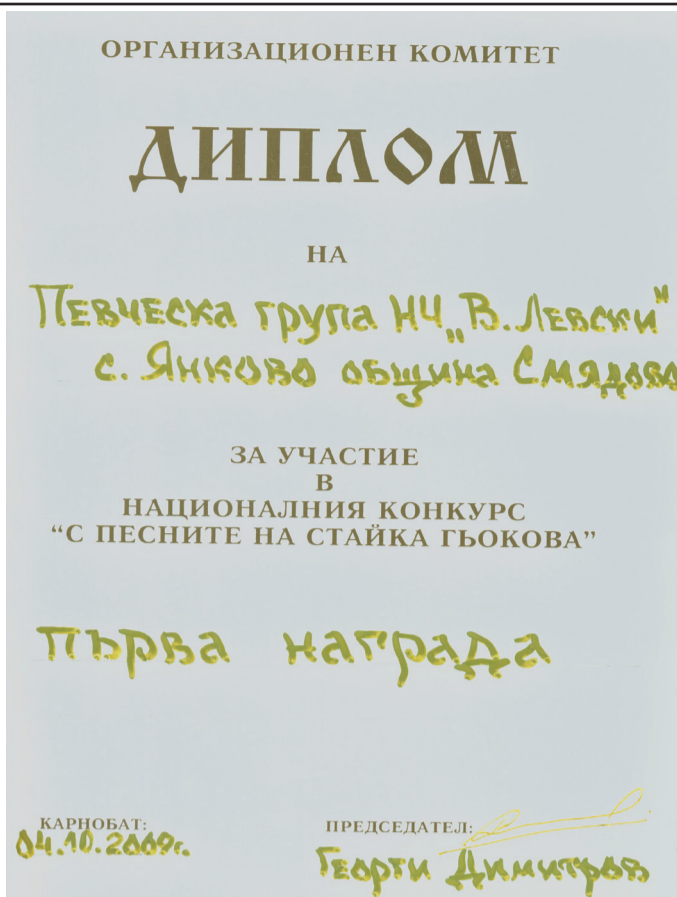 ОРГАНИЗАЦИОНЕН КОМИТЕТ
ДИПЛОМ
НА
Певческа група НЧ „В. Левски"
с. Янково община Смядово
ЗА УЧАСТИЕ
В
НАЦИОНАЛНИЯ КОНКУРС
“С ПЕСНИТЕ НА СТАЙКА ГЬОКОВА”
първа награда
КАРНОБАТ:
04.10.2009г.
ПРЕДСЕДАТЕЛ:
Георги Димитров